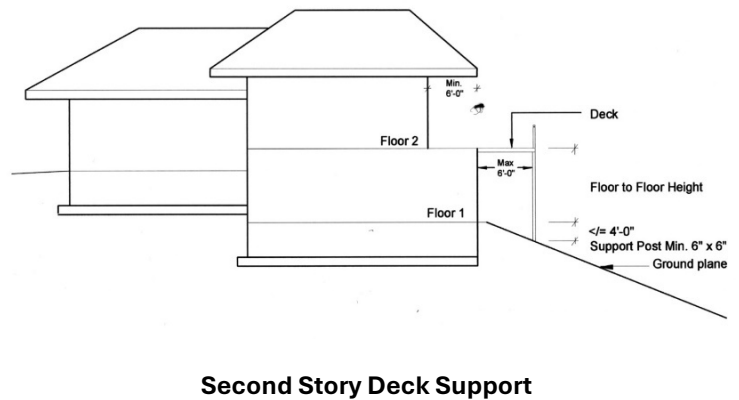 Min.
6'-0"
Deck
Floor 2
Max
6'-0"
Floor to Floor Height
Floor 1
</= 4'-0"
Support Post Min. 6" x 6"
Ground plane
Second Story Deck Support